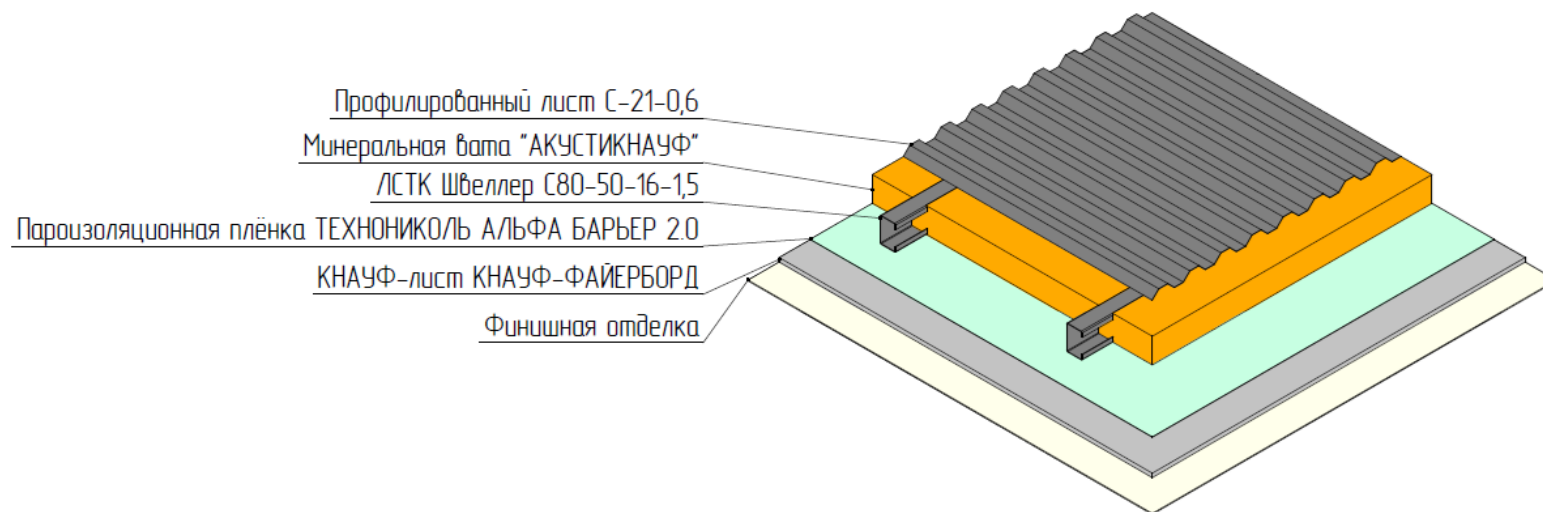 Профилированный лист С-21-0,6
Минеральная вата "АКУСТИКНАУФ"
ЛСТК Швеллер С80-50-16-1,5
Пароизоляционная плёнка ТЕХНОНИКОЛЬ АЛЬФА БАРЬЕР 2.0
КНАУФ-лист КНАУФ-ФАЙЕРБОРД
Финишная отделка